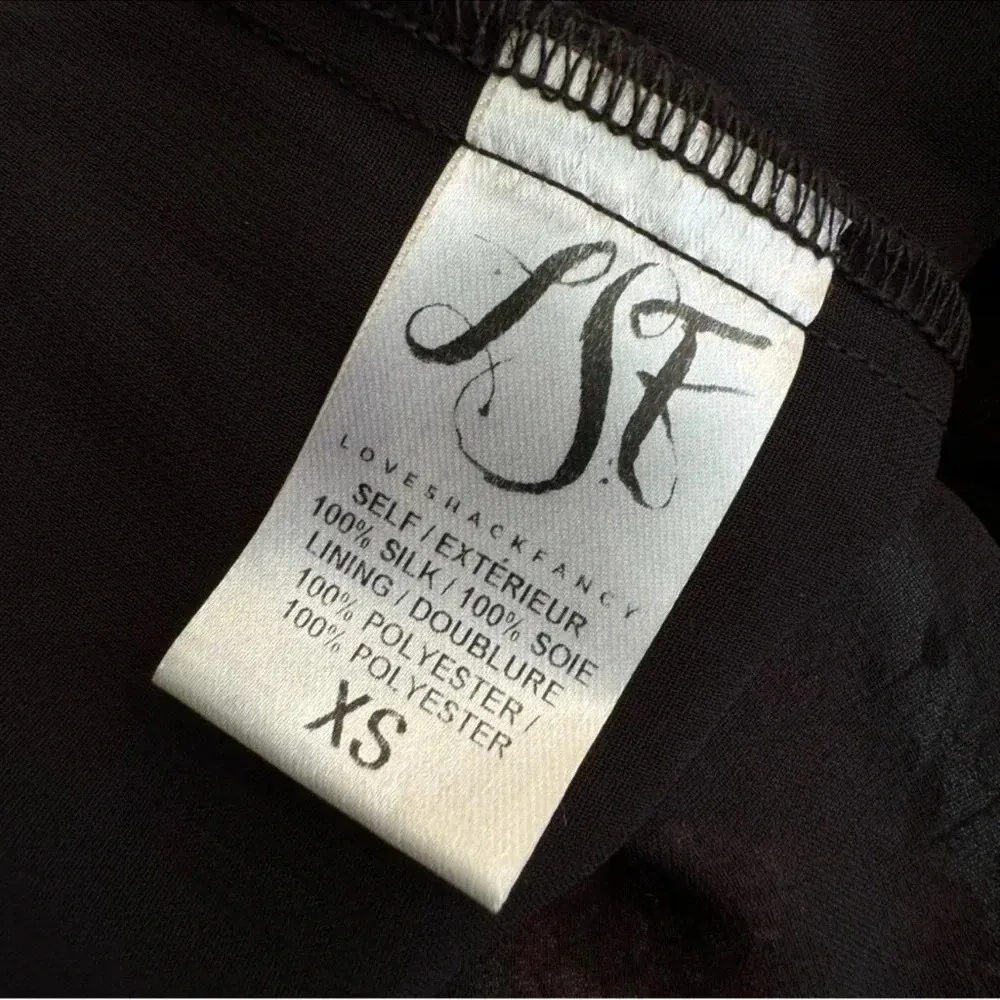 LSF
LOVESHACKFANCY
SELF / EXTÉRIEUR
100% SILK / 100% SOIE
LINING / DOUBLURE
100% POLYESTER /
100% POLYESTER
XS